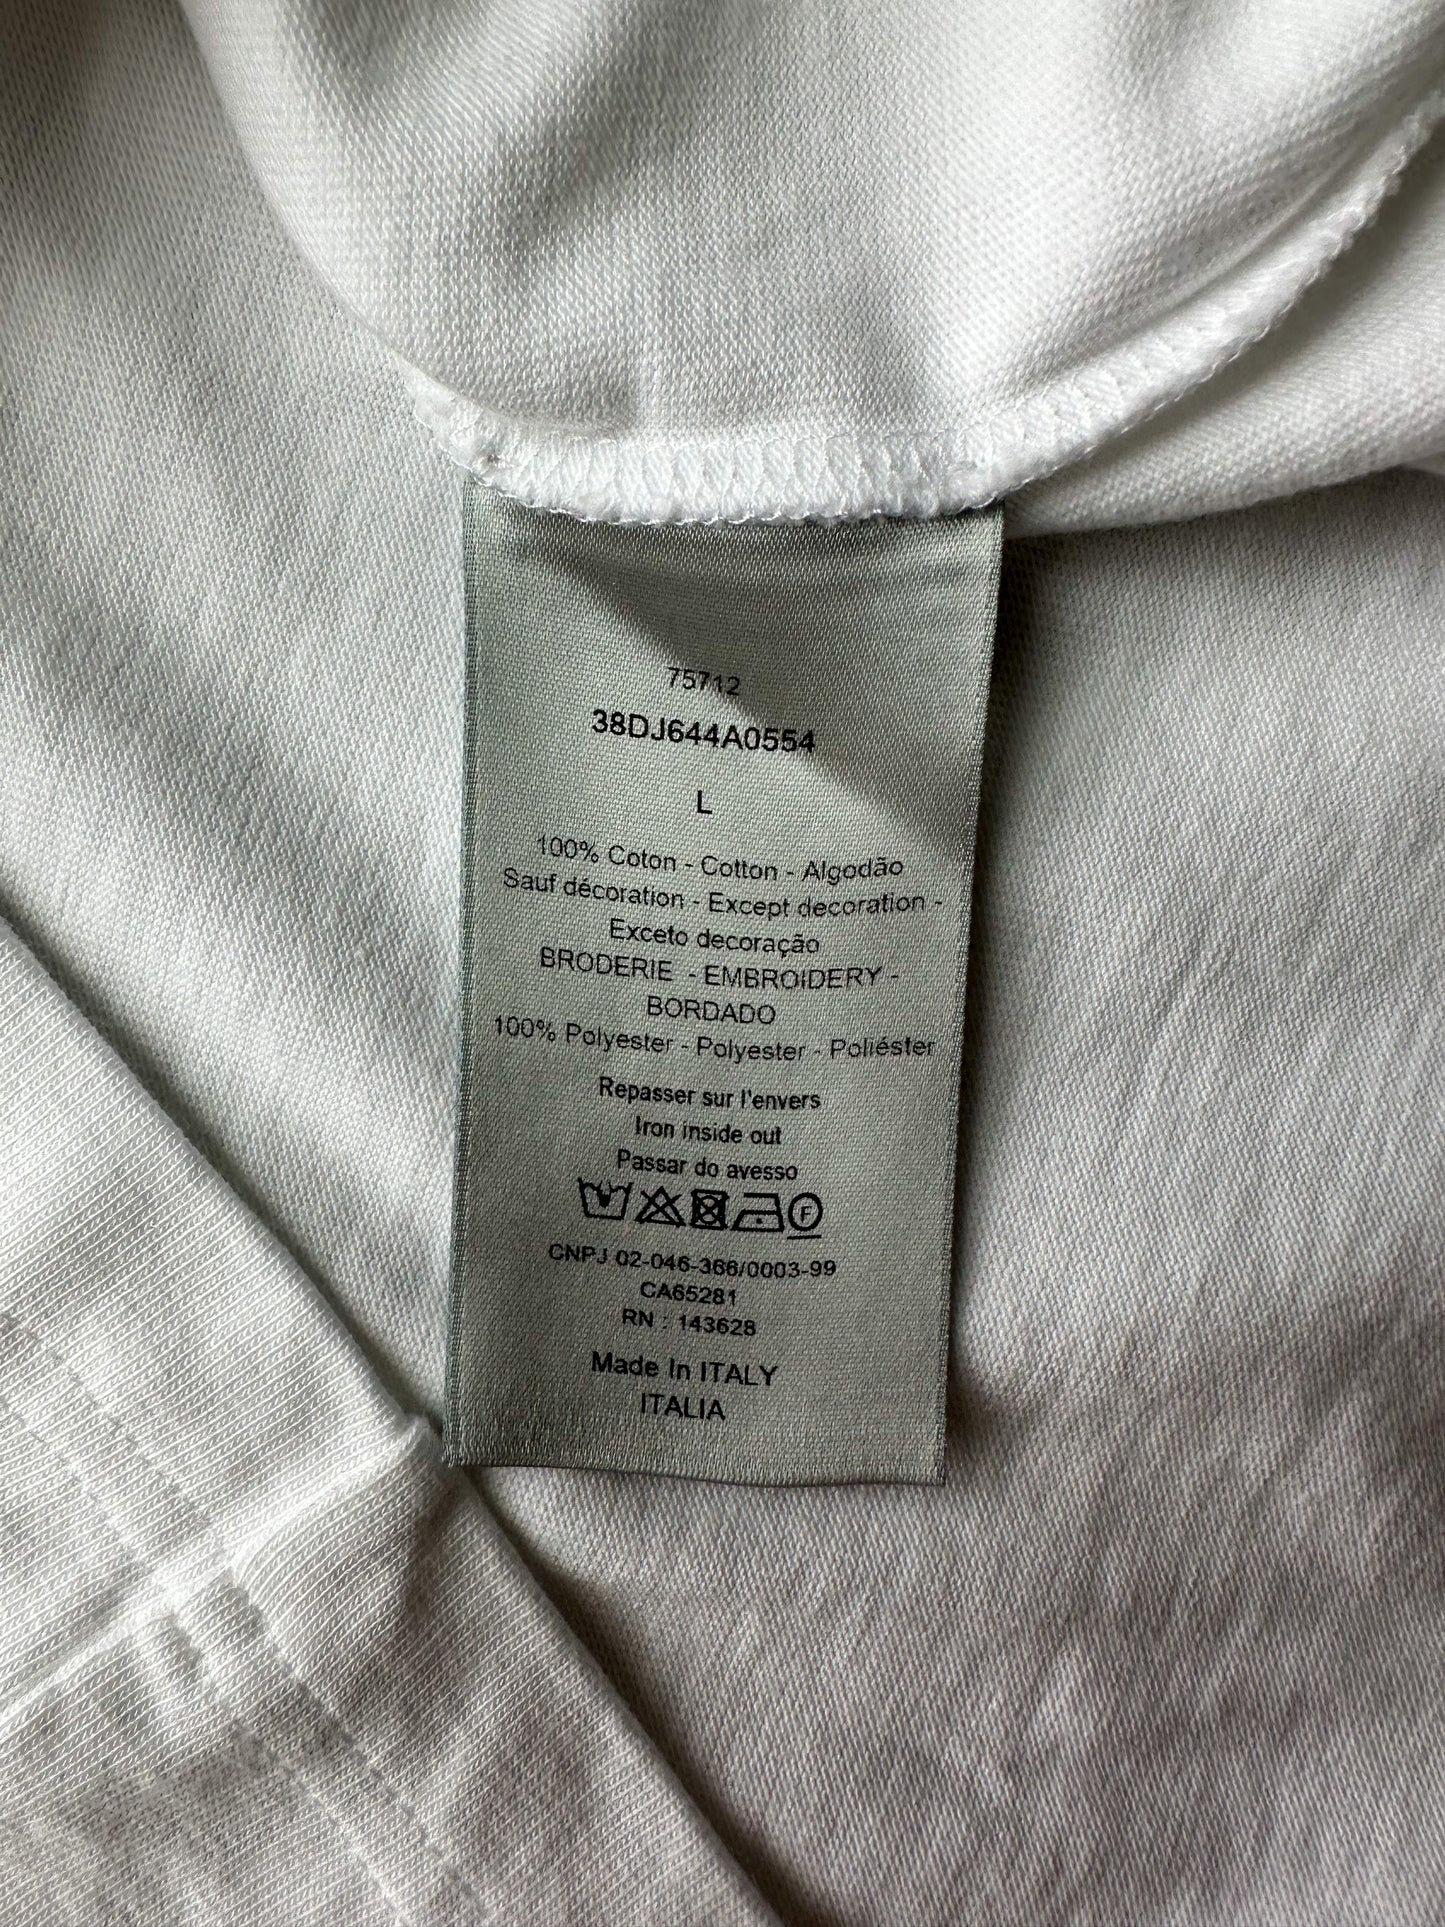 75712
38DJ644A0554
L
100% Coton - Cotton - Algodão
Sauf décoration - Except decoration -
Exceto decoração
BRODERIE - EMBROIDERY -
BORDADO
100% Polyester - Polyester - Poliéster
Repasser sur l'envers
Iron inside out
Passar do avesso
F
CNPJ 02-046-366/0003-99
CA65281
RN : 143628
Made In ITALY
ITALIA